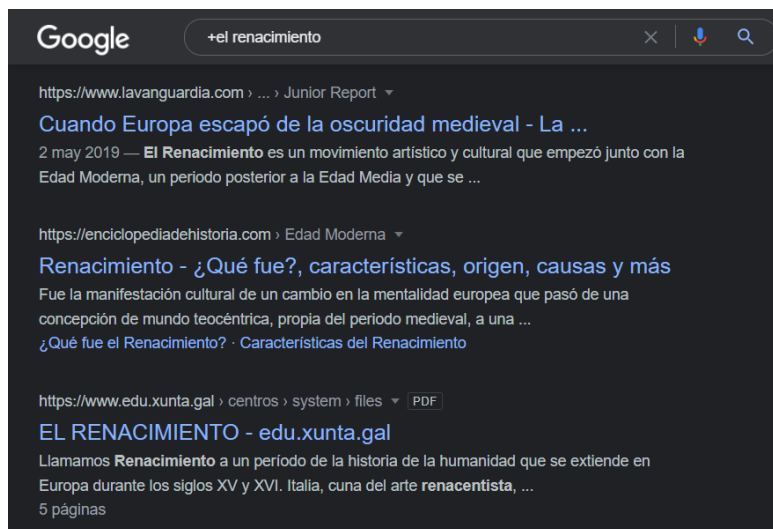 Google +el renacimiento
https://www.lavanguardia.com › ... › Junior Report
Cuando Europa escapó de la oscuridad medieval - La ...
2 may 2019 — El Renacimiento es un movimiento artístico y cultural que empezó junto con la
Edad Moderna, un periodo posterior a la Edad Media y que se ...
https://enciclopediadehistoria.com › Edad Moderna
Renacimiento - ¿Qué fue?, características, origen, causas y más
Fue la manifestación cultural de un cambio en la mentalidad europea que pasó de una
concepción de mundo teocéntrica, propia del periodo medieval, a una ...
¿Qué fue el Renacimiento? · Características del Renacimiento
https://www.edu.xunta.gal › centros › system › files PDF
EL RENACIMIENTO - edu.xunta.gal
Llamamos Renacimiento a un período de la historia de la humanidad que se extiende en
Europa durante los siglos XV y XVI. Italia, cuna del arte renacentista, ...
5 páginas